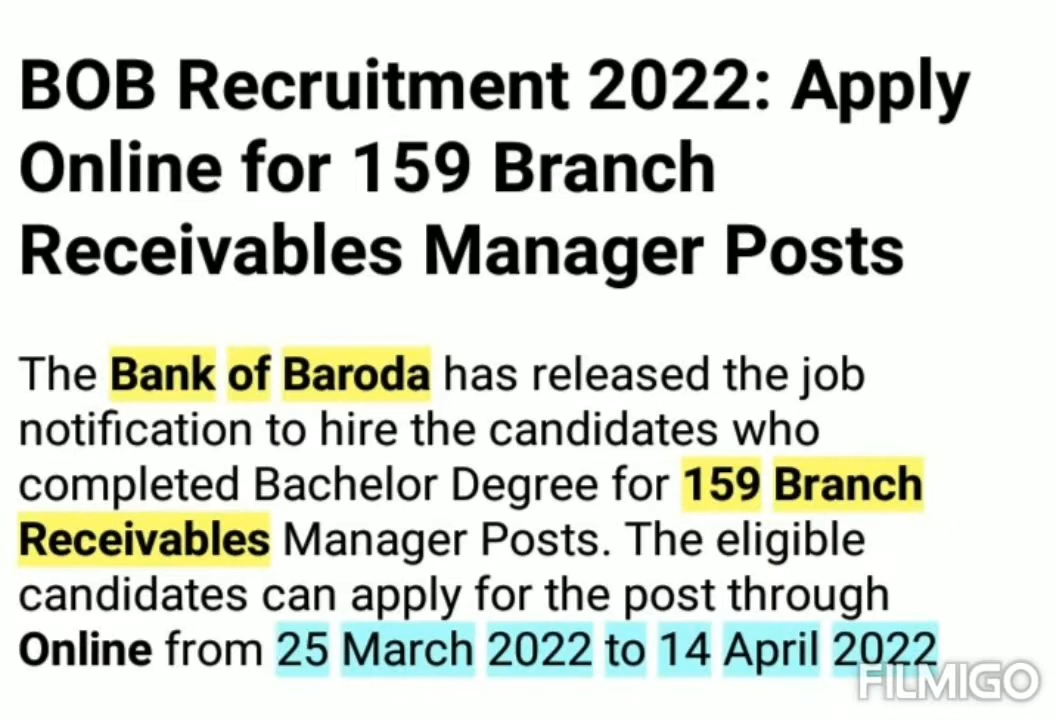 BOB Recruitment 2022: Apply
Online for 159 Branch
Receivables Manager Posts
The Bank of Baroda has released the job
notification to hire the candidates who
completed Bachelor Degree for 159 Branch
Receivables Manager Posts. The eligible
candidates can apply for the post through
Online from 25 March 2022 to 14 April 2022
FILMIGO